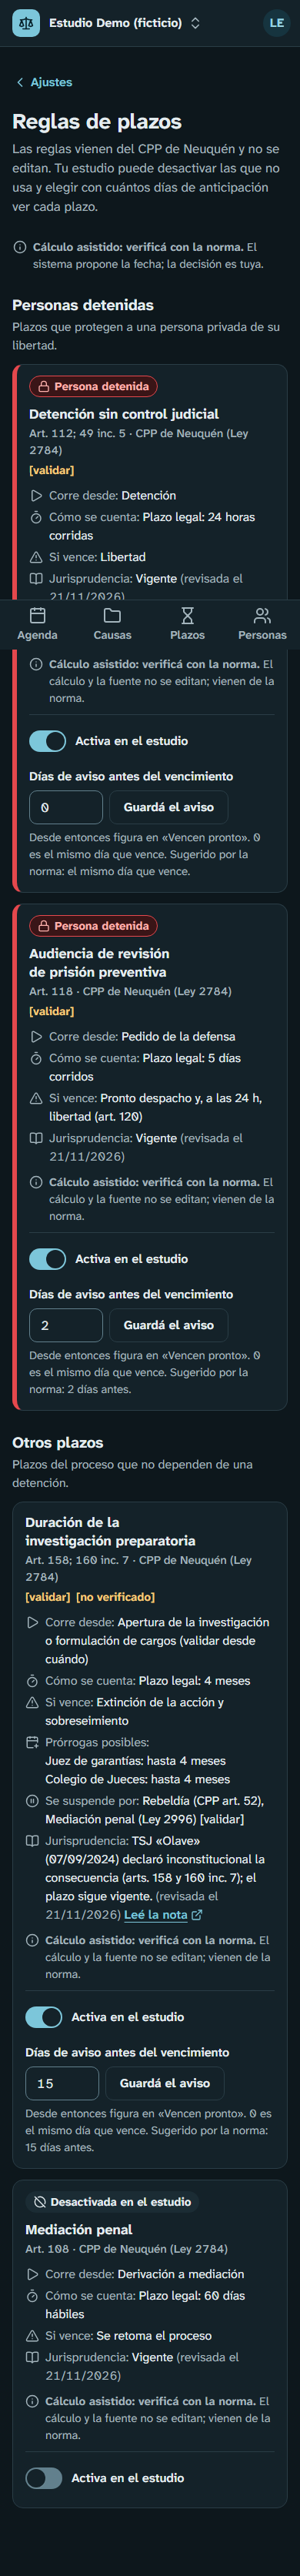 Estudio Demo (ficticio)
LE
Ajustes
Reglas de plazos
Las reglas vienen del CPP de Neuquén y no se
editan. Tu estudio puede desactivar las que no
usa y elegir con cuántos días de anticipación
ver cada plazo.
Cálculo asistido: verificá con la norma. El
sistema propone la fecha; la decisión es tuya.
Personas detenidas
Plazos que protegen a una persona privada de su
libertad.
Persona detenida
Detención sin control judicial
Art. 112; 49 inc. 5 · CPP de Neuquén (Ley
2784)
[validar]
Corre desde: Detención
Cómo se cuenta: Plazo legal: 24 horas
corridas
Si vence: Libertad
Jurisprudencia: Vigente (revisada el
21/11/2026)
Agenda
Causas
Plazos
Personas
Cálculo asistido: verificá con la norma. El
cálculo y la fuente no se editan; vienen de la
norma.
Activa en el estudio
Días de aviso antes del vencimiento
0
Guardá el aviso
Desde entonces figura en «Vencen pronto». 0
es el mismo día que vence. Sugerido por la
norma: el mismo día que vence.
Persona detenida
Audiencia de revisión
de prisión preventiva
Art. 118 · CPP de Neuquén (Ley 2784)
[validar]
Corre desde: Pedido de la defensa
Cómo se cuenta: Plazo legal: 5 días
corridos
Si vence: Pronto despacho y, a las 24 h,
libertad (art. 120)
Jurisprudencia: Vigente (revisada el
21/11/2026)
Cálculo asistido: verificá con la norma. El
cálculo y la fuente no se editan; vienen de la
norma.
Activa en el estudio
Días de aviso antes del vencimiento
2
Guardá el aviso
Desde entonces figura en «Vencen pronto». 0
es el mismo día que vence. Sugerido por la
norma: 2 días antes.
Otros plazos
Plazos del proceso que no dependen de una
detención.
Duración de la
investigación preparatoria
Art. 158; 160 inc. 7 · CPP de Neuquén (Ley
2784)
[validar] [no verificado]
Corre desde: Apertura de la investigación
o formulación de cargos (validar desde
cuándo)
Cómo se cuenta: Plazo legal: 4 meses
Si vence: Extinción de la acción y
sobreseimiento
Prórrogas posibles:
Juez de garantías: hasta 4 meses
Colegio de Jueces: hasta 4 meses
Se suspende por: Rebeldía (CPP art. 52),
Mediación penal (Ley 2996) [validar]
Jurisprudencia: TSJ «Olave»
(07/09/2024) declaró inconstitucional la
consecuencia (arts. 158 y 160 inc. 7); el
plazo sigue vigente. (revisada el
21/11/2026) Leé la nota
Cálculo asistido: verificá con la norma. El
cálculo y la fuente no se editan; vienen de la
norma.
Activa en el estudio
Días de aviso antes del vencimiento
15
Guardá el aviso
Desde entonces figura en «Vencen pronto». 0 es
el mismo día que vence. Sugerido por la norma:
15 días antes.
Desactivada en el estudio
Mediación penal
Art. 108 · CPP de Neuquén (Ley 2784)
Corre desde: Derivación a mediación
Cómo se cuenta: Plazo legal: 60 días
hábiles
Si vence: Se retoma el proceso
Jurisprudencia: Vigente (revisada el
21/11/2026)
Cálculo asistido: verificá con la norma. El
cálculo y la fuente no se editan; vienen de la
norma.
Activa en el estudio